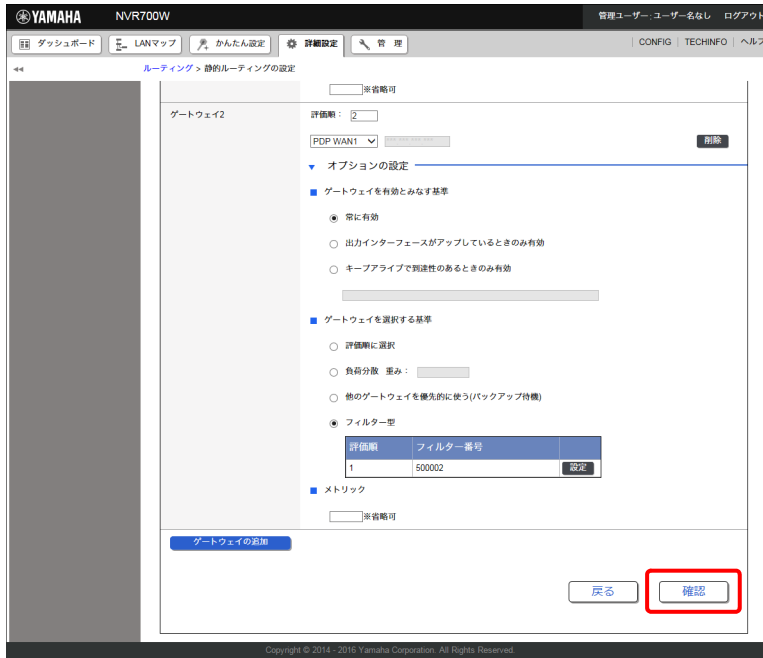 YAMAHA NVR700W 管理ユーザー: ユーザー名なし ログアウト
ダッシュボード LANマップ かんたん設定 詳細設定 管 理 CONFIG TECHINFO ヘルプ
◂◂ ルーティング > 静的ルーティングの設定
※省略可
ゲートウェイ2 評価順： 2
PDP WAN1 削除
オプションの設定
ゲートウェイを有効とみなす基準
常に有効
出力インターフェースがアップしているときのみ有効
キープアライブで到達性のあるときのみ有効
ゲートウェイを選択する基準
評価順に選択
負荷分散 重み：
他のゲートウェイを優先的に使う(バックアップ待機)
フィルター型
評価順 フィルター番号
1 500002 設定
メトリック
※省略可
ゲートウェイの追加
戻る 確認
Copyright © 2014 - 2016 Yamaha Corporation. All Rights Reserved.